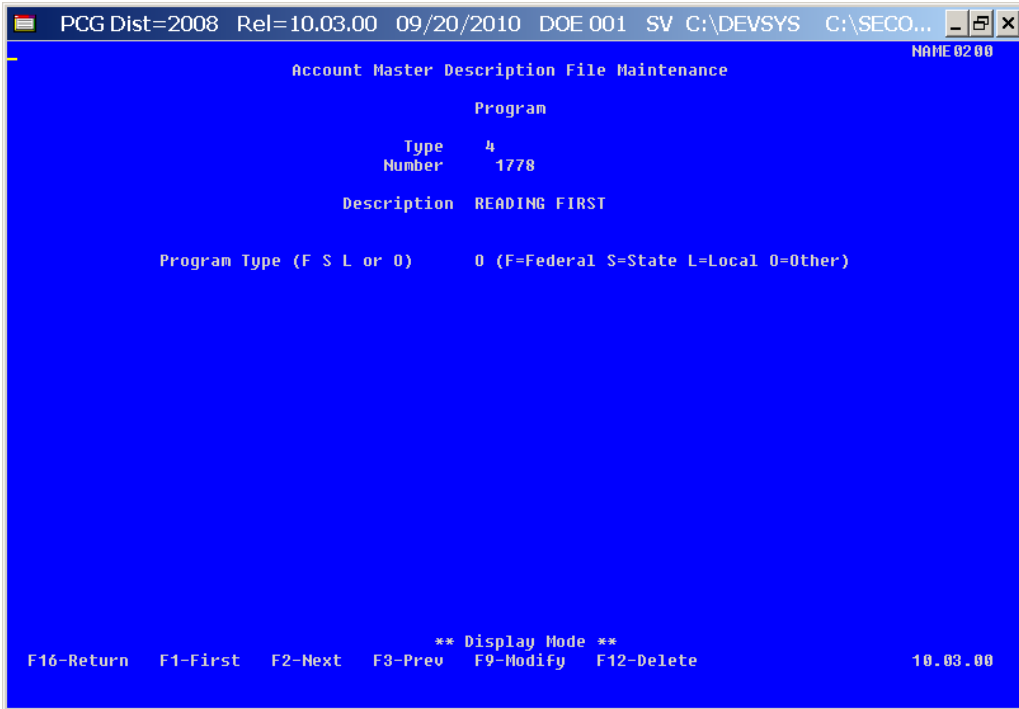 PCG Dist=2008 Rel=10.03.00 09/20/2010 DOE 001 SV C:\DEVSYS C:\SECO...
NAME0200
Account Master Description File Maintenance
Program
Type 4
Number 1778
Description READING FIRST
Program Type (F S L or O) O (F=Federal S=State L=Local O=Other)
** Display Mode **
F16-Return F1-First F2-Next F3-Prev F9-Modify F12-Delete 10.03.00